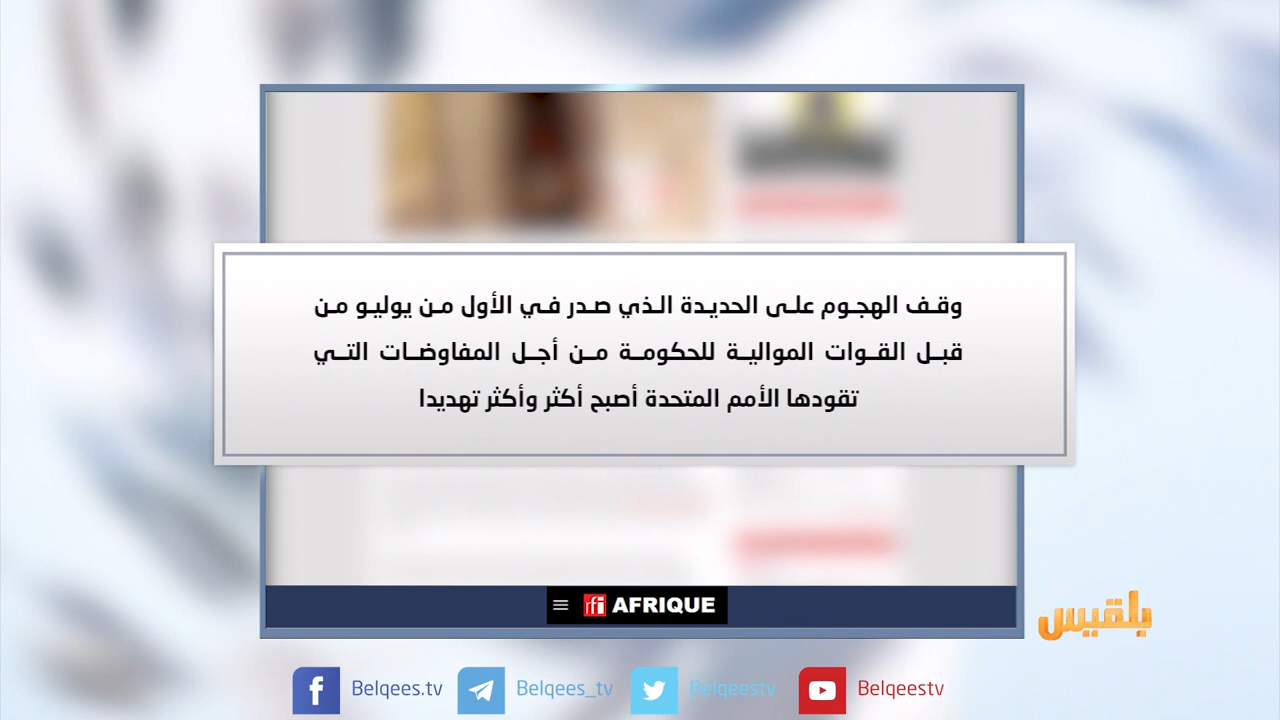 وقف الهجوم على الحديدة الذي صدر في الأول من يوليو من
قبل القوات الموالية للحكومة من أجل المفاوضات التي
تقودها الأمم المتحدة أصبح أكثر وأكثر تهديدا
rfi AFRIQUE
بلقيس
Belqees.tv Belqees_tv Belqeestv Belqeestv